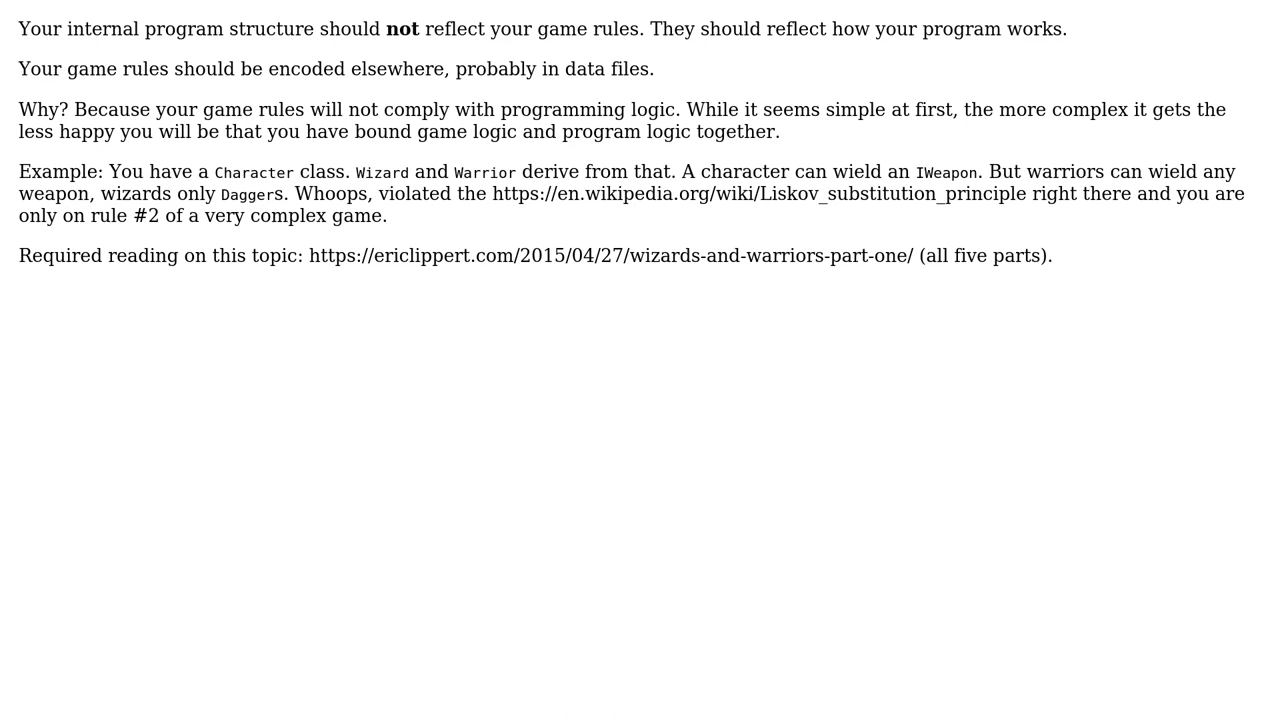 Your internal program structure should not reflect your game rules. They should reflect how your program works.
Your game rules should be encoded elsewhere, probably in data files.
Why? Because your game rules will not comply with programming logic. While it seems simple at first, the more complex it gets the
less happy you will be that you have bound game logic and program logic together.
Example: You have a Character class. Wizard and Warrior derive from that. A character can wield an IWeapon. But warriors can wield any
weapon, wizards only Daggers. Whoops, violated the https://en.wikipedia.org/wiki/Liskov_substitution_principle right there and you are
only on rule #2 of a very complex game.
Required reading on this topic: https://ericlippert.com/2015/04/27/wizards-and-warriors-part-one/ (all five parts).